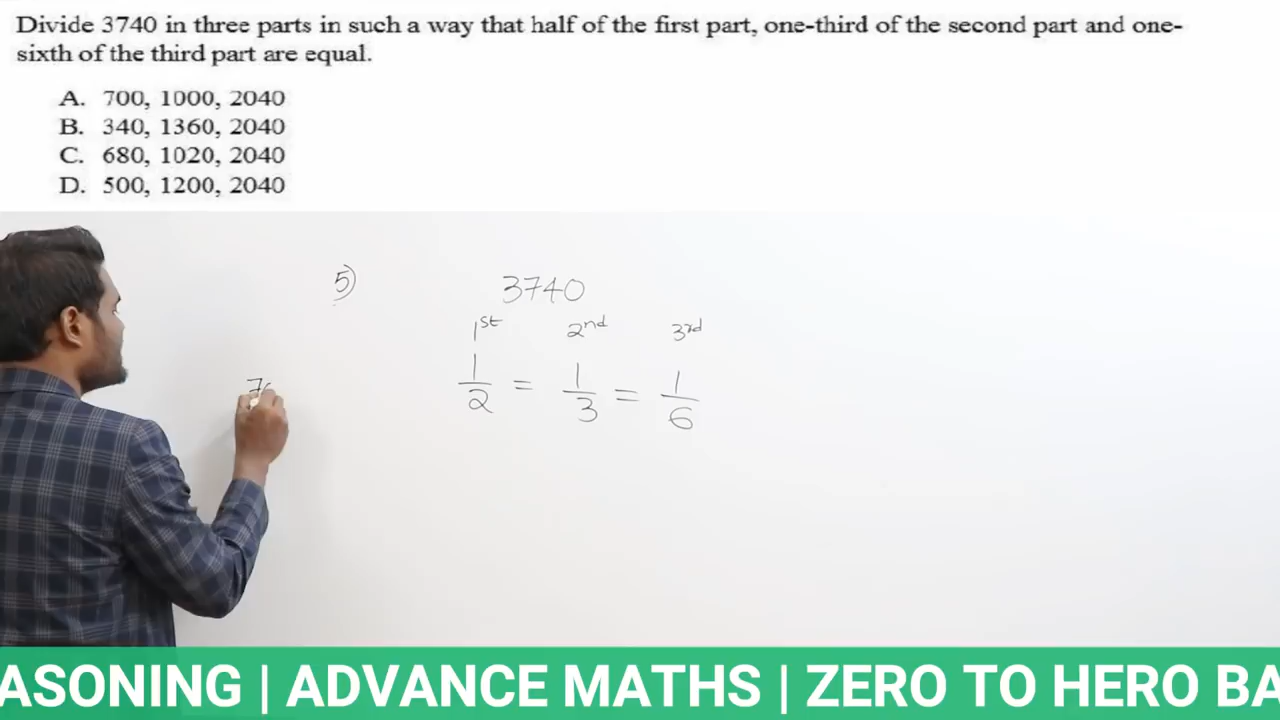 Divide 3740 in three parts in such a way that half of the first part, one-third of the second part and one-
sixth of the third part are equal.
A. 700, 1000, 2040
B. 340, 1360, 2040
C. 680, 1020, 2040
D. 500, 1200, 2040
5) 3740
1st 2nd 3rd
1/2 = 1/3 = 1/6
ASONING | ADVANCE MATHS | ZERO TO HERO BA